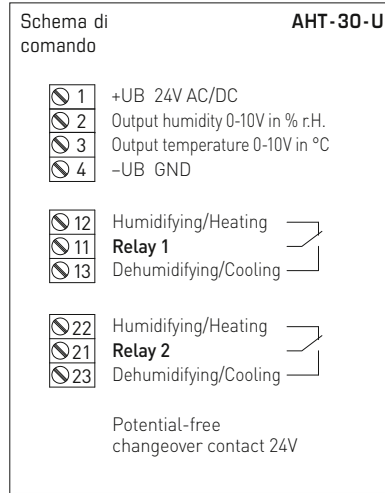 Schema di AHT-30-U
comando
1 +UB 24V AC/DC
2 Output humidity 0-10V in % r.H.
3 Output temperature 0-10V in °C
4 –UB GND
12 Humidifying/Heating
11 Relay 1
13 Dehumidifying/Cooling
22 Humidifying/Heating
21 Relay 2
23 Dehumidifying/Cooling
Potential-free
changeover contact 24V